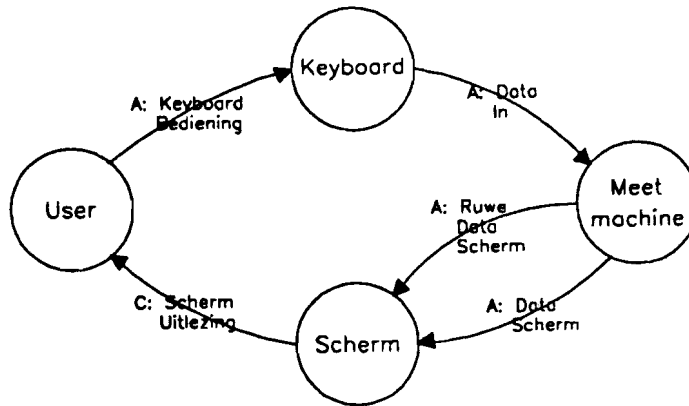 Keyboard
A: Keyboard
Bediening
A: Data
In
User
Meet
machine
A: Ruwe
Data
Scherm
C: Scherm
Uitlezing
A: Data
Scherm
Scherm